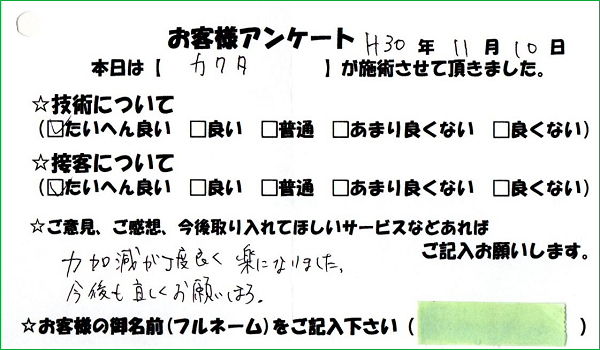 お客様アンケート H30 年 11 月 10 日
本日は【 カクタ 】が施術させて頂きました。
☆技術について
(☑たいへん良い □良い □普通 □あまり良くない □良くない)
☆接客について
(☑たいへん良い □良い □普通 □あまり良くない □良くない)
☆ご意見、ご感想、今後取り入れてほしいサービスなどあれば
ご記入お願いします。
力加減が丁度良く 楽になりました。
今後も宜しくお願いします。
☆お客様の御名前(フルネーム)をご記入下さい(